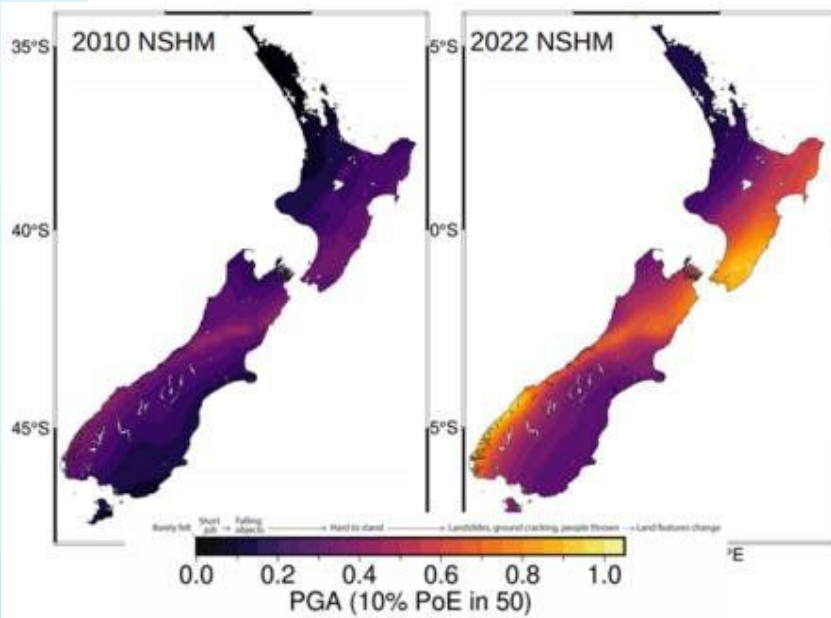 2010 NSHM
2022 NSHM
35°S
5°S
40°S
0°S
45°S
5°S
Barely felt
Falling objects
Hard to stand
Landslides, ground cracking, people thrown
Land features change
°E
0.0 0.2 0.4 0.6 0.8 1.0
PGA (10% PoE in 50)